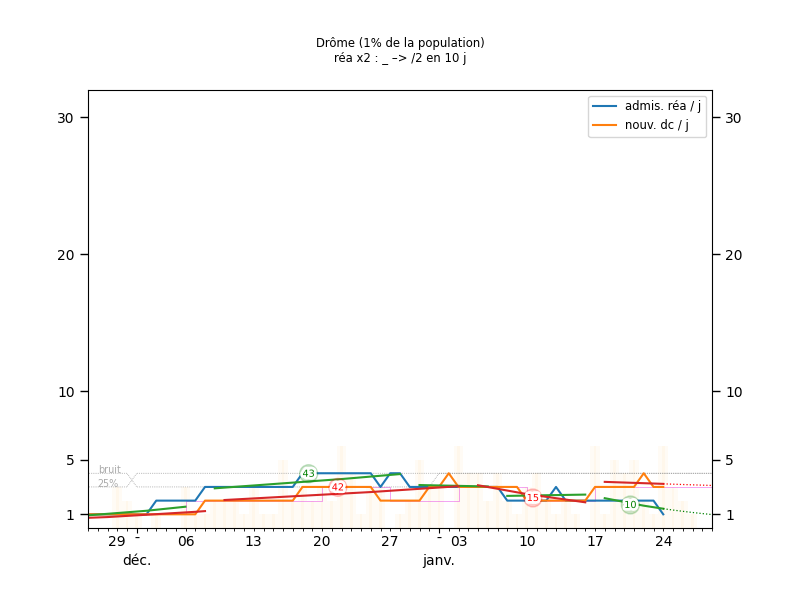 Drôme (1% de la population)
réa x2 : _ –> /2 en 10 j
admis. réa / j
nouv. dc / j
30
30
20
20
10
10
5
5
bruit
25%
43
42
15
10
1
1
29 - 06 13 20 27 - 03 10 17 24
déc. janv.